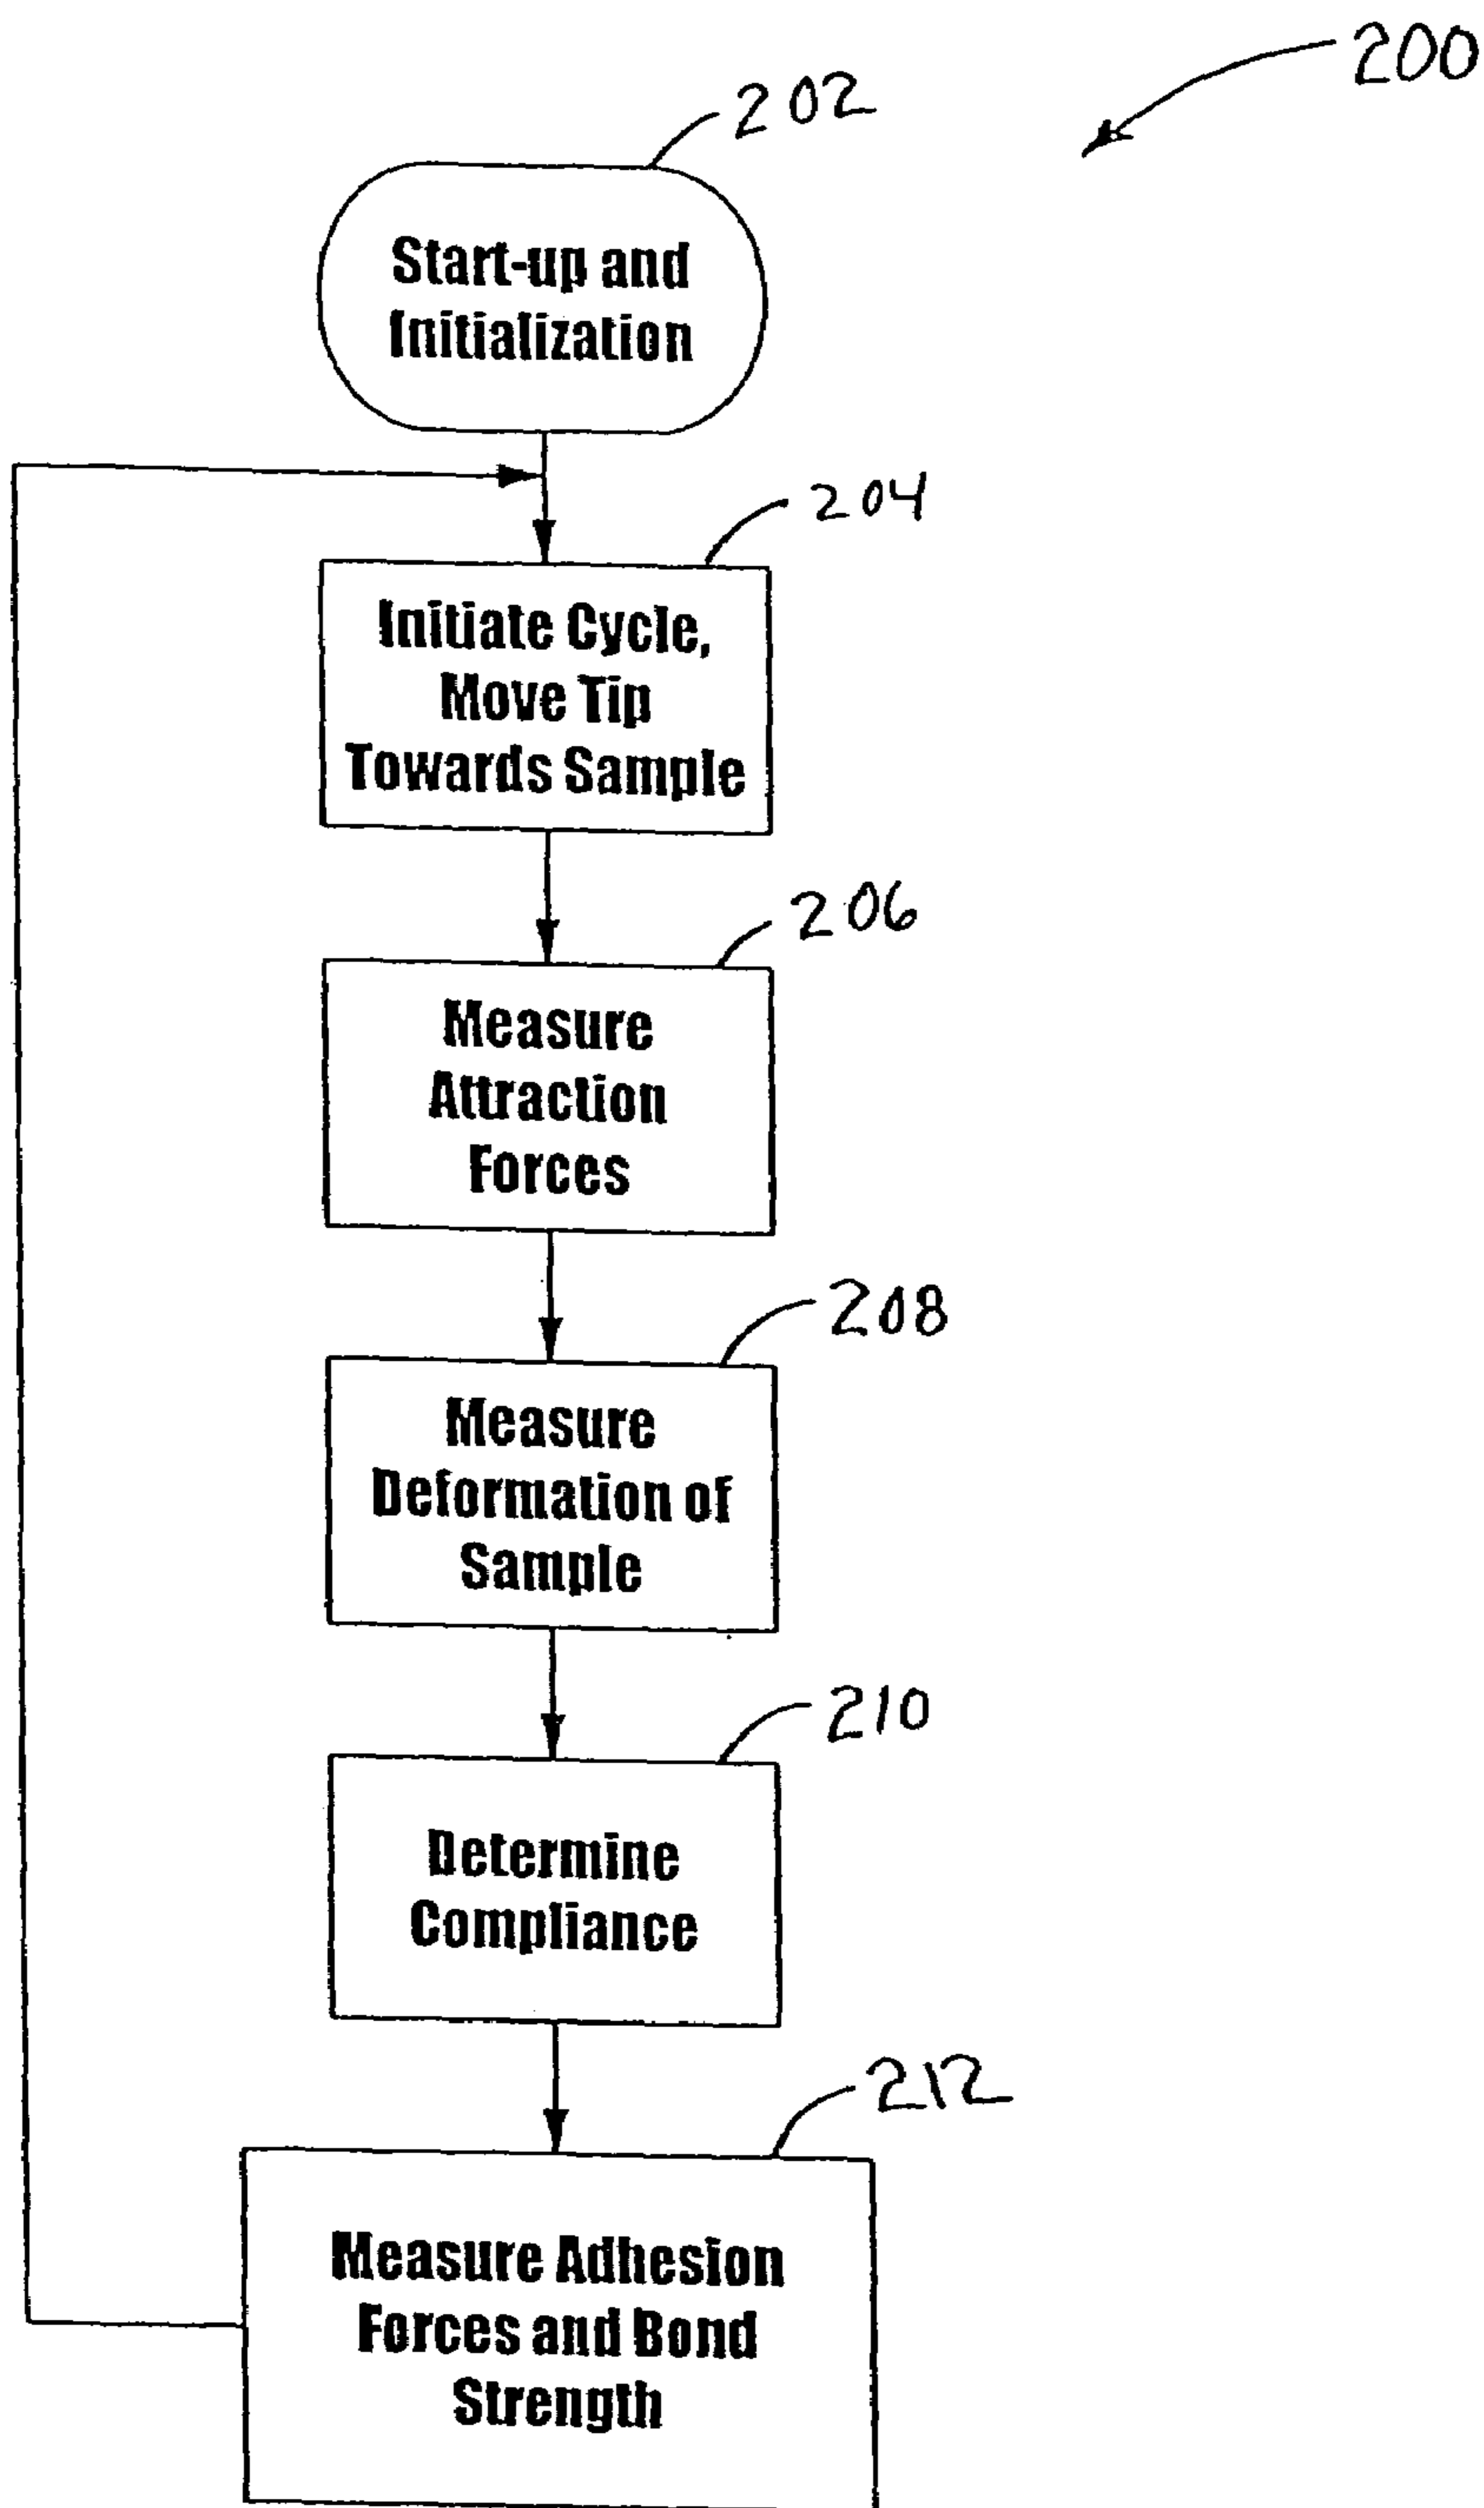 200
202
Start-up and
Initialization
204
Initiate Cycle,
Move Tip
Towards Sample
206
Measure
Attraction
Forces
208
Measure
Deformation of
Sample
210
Determine
Compliance
212
Measure Adhesion
Forces and Bond
Strength